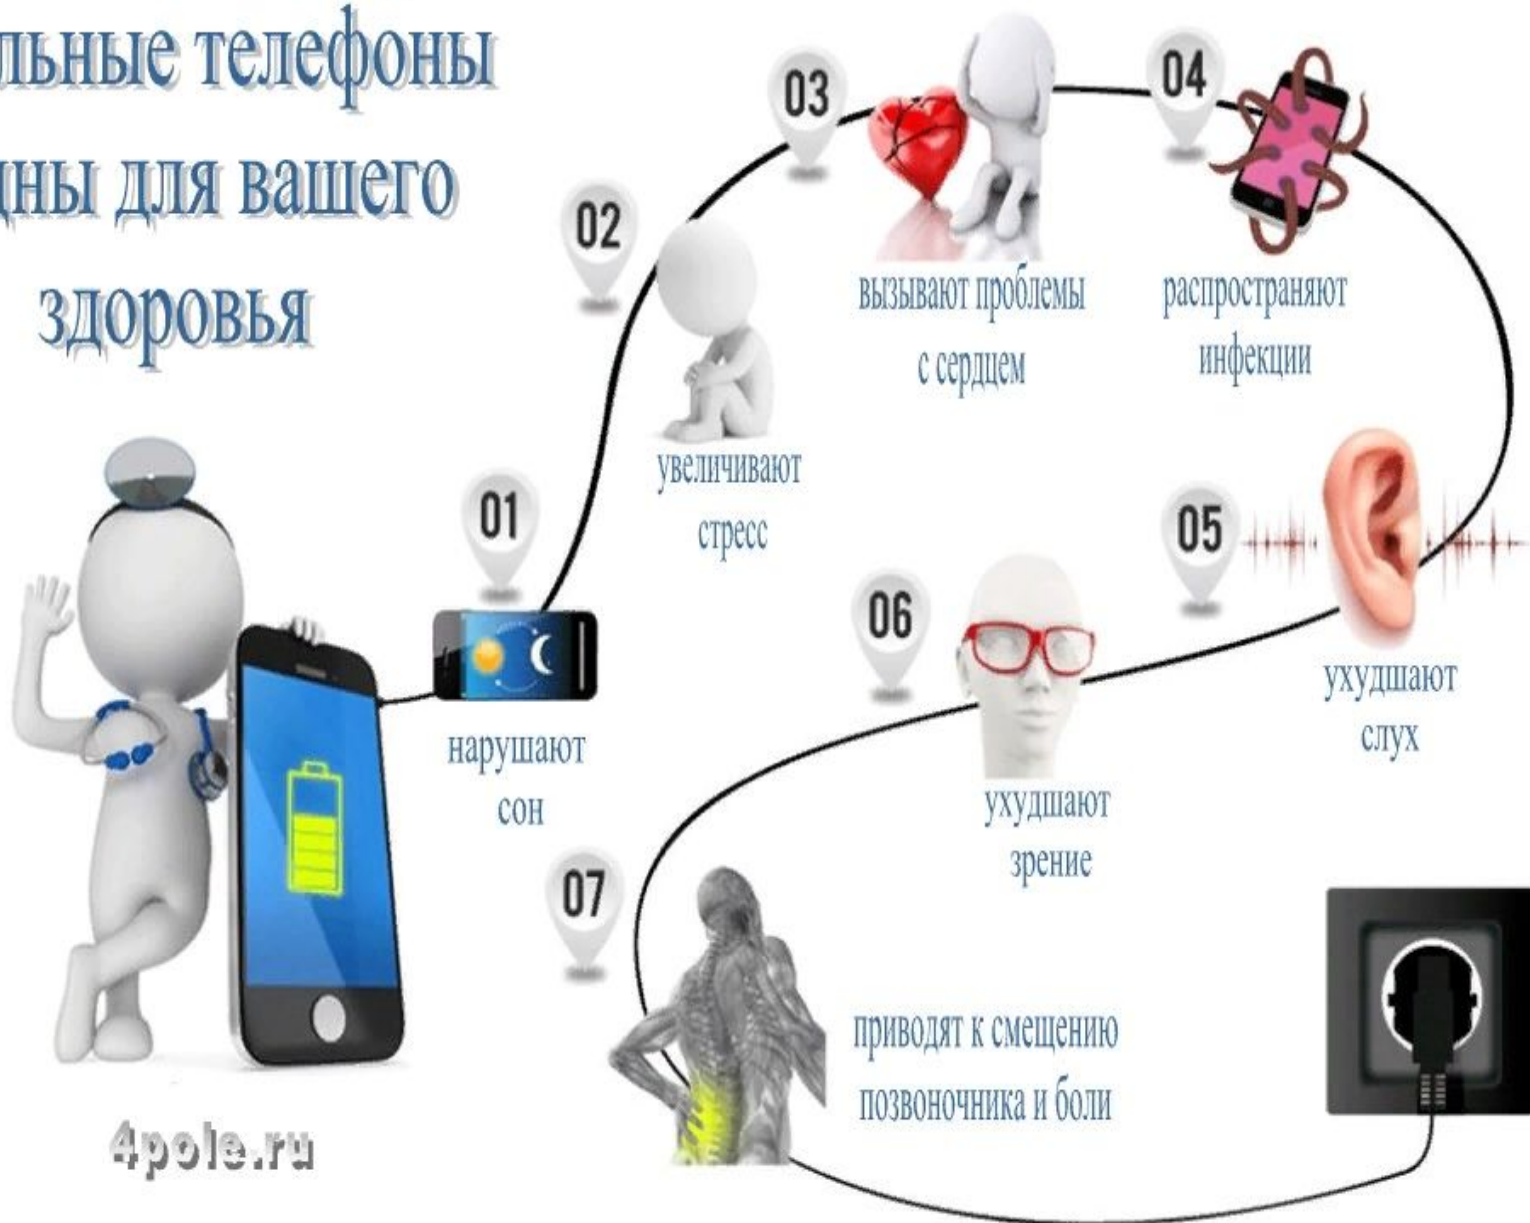 льные телефоны
ны для вашего
здоровья
01
нарушают
сон
02
увеличивают
стресс
03
вызывают проблемы
с сердцем
04
распространяют
инфекции
05
ухудшают
слух
06
ухудшают
зрение
07
приводят к смещению
позвоночника и боли
4pole.ru